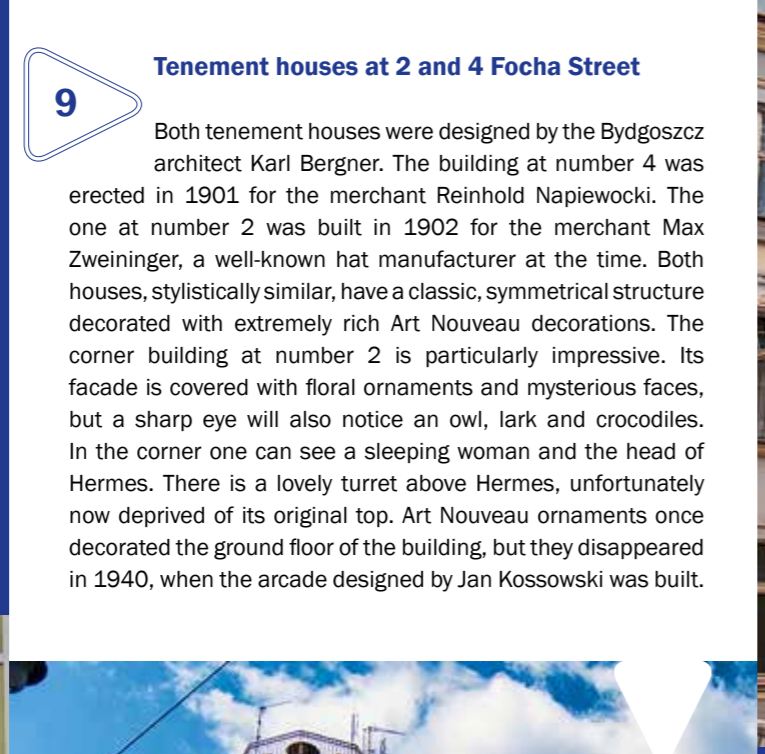 Tenement houses at 2 and 4 Focha Street
9
Both tenement houses were designed by the Bydgoszcz
architect Karl Bergner. The building at number 4 was
erected in 1901 for the merchant Reinhold Napiewocki. The
one at number 2 was built in 1902 for the merchant Max
Zweininger, a well-known hat manufacturer at the time. Both
houses, stylistically similar, have a classic, symmetrical structure
decorated with extremely rich Art Nouveau decorations. The
corner building at number 2 is particularly impressive. Its
facade is covered with floral ornaments and mysterious faces,
but a sharp eye will also notice an owl, lark and crocodiles.
In the corner one can see a sleeping woman and the head of
Hermes. There is a lovely turret above Hermes, unfortunately
now deprived of its original top. Art Nouveau ornaments once
decorated the ground floor of the building, but they disappeared
in 1940, when the arcade designed by Jan Kossowski was built.